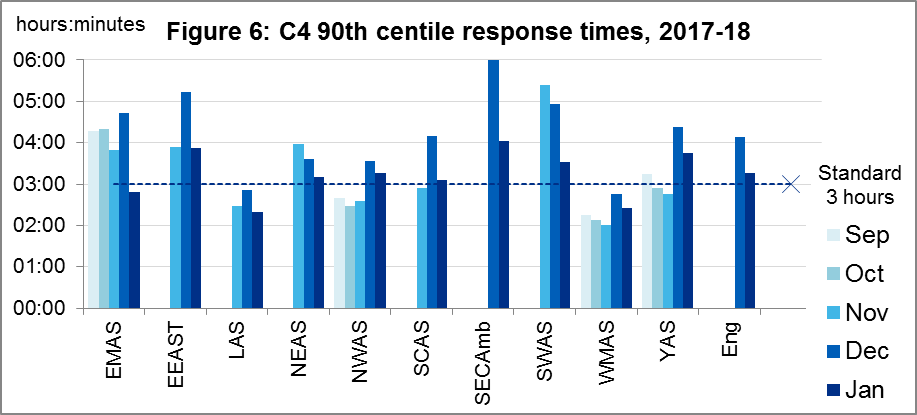 hours:minutes
Figure 6: C4 90th centile response times, 2017-18
06:00
05:00
04:00
03:00
02:00
01:00
00:00
EMAS
EEAST
LAS
NEAS
NWAS
SCAS
SECAmb
SWAS
WMAS
YAS
Eng
Standard
3 hours
Sep
Oct
Nov
Dec
Jan